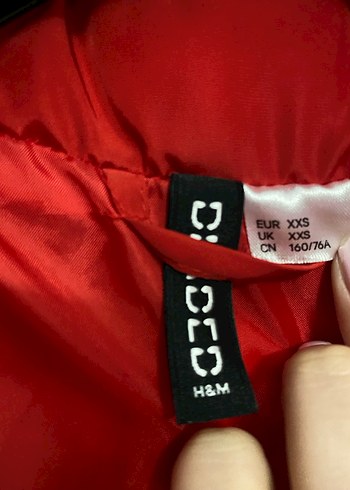 DIVIDED
H&M
EUR XXS
UK XXS
CN 160/76A